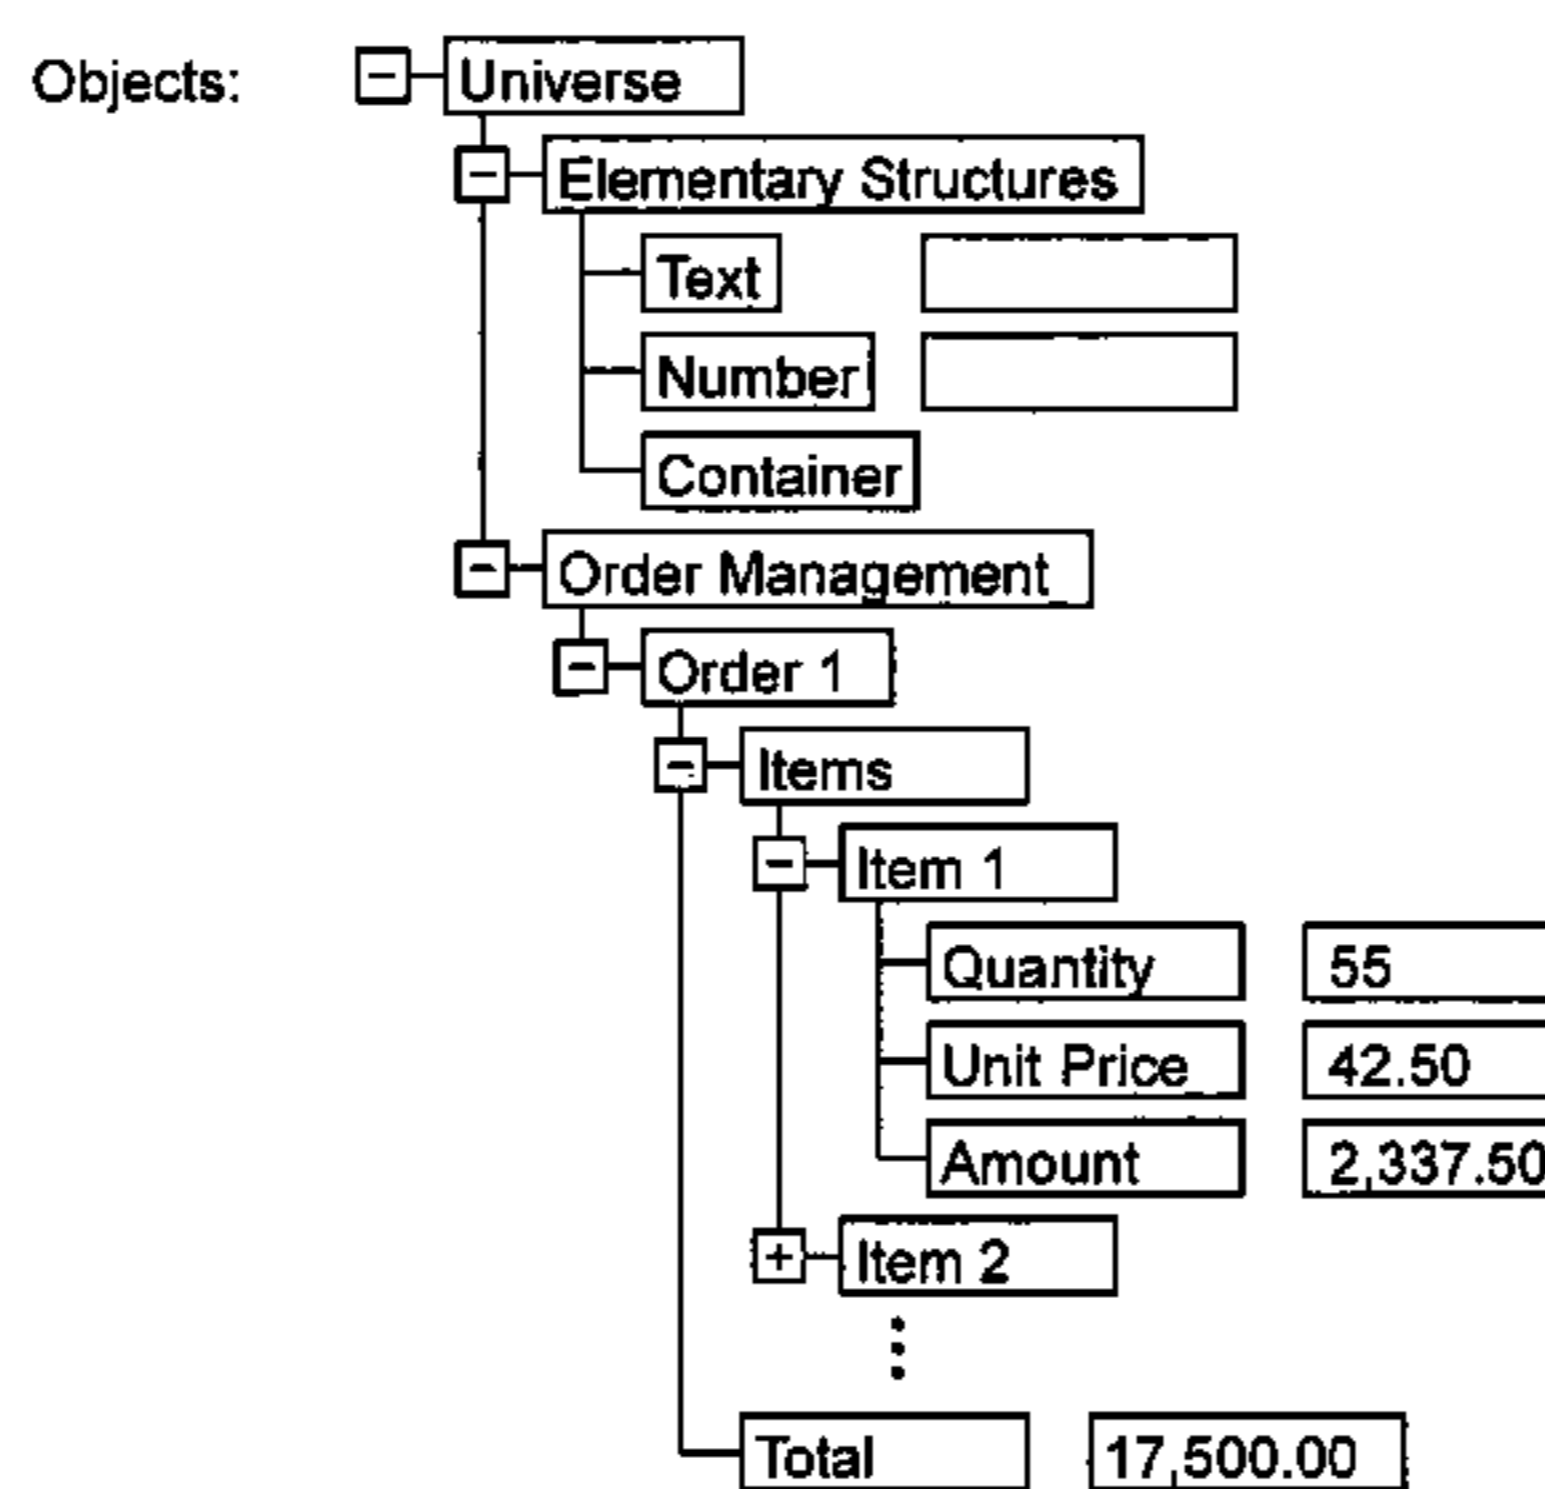 Objects: Universe
Elementary Structures
Text
Number
Container
Order Management
Order 1
Items
Item 1
Quantity 55
Unit Price 42.50
Amount 2,337.50
Item 2
Total 17,500.00